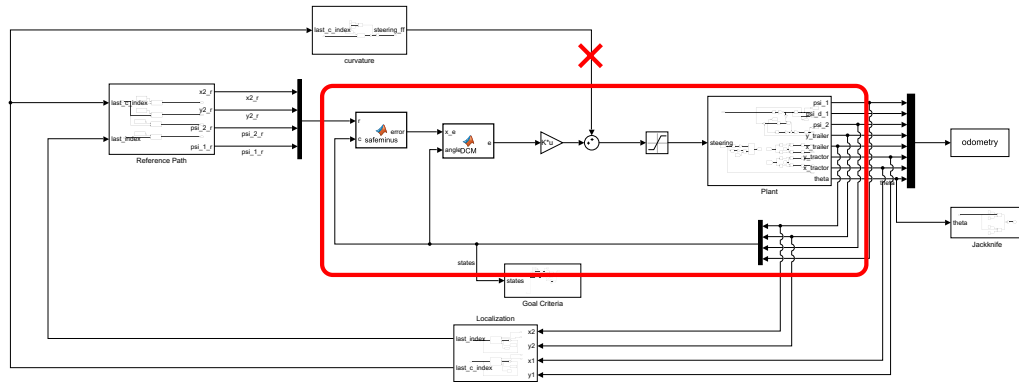 last_c_index
steering_ff
curvature
last_c_index
last_index
x2_r
y2_r
psi_2_r
psi_1_r
Reference Path
x2_r
y2_r
psi_2_r
psi_1_r
r
c
error
safeminus
x_e
angle
e
DCM
K*u
steering
psi_1
psi_d_1
psi_2
y_trailer
x_trailer
y_tractor
x_tractor
theta
Plant
theta
odometry
theta
Jackknife
states
states
Goal Criteria
Localization
last_index
last_c_index
x2
y2
x1
y1